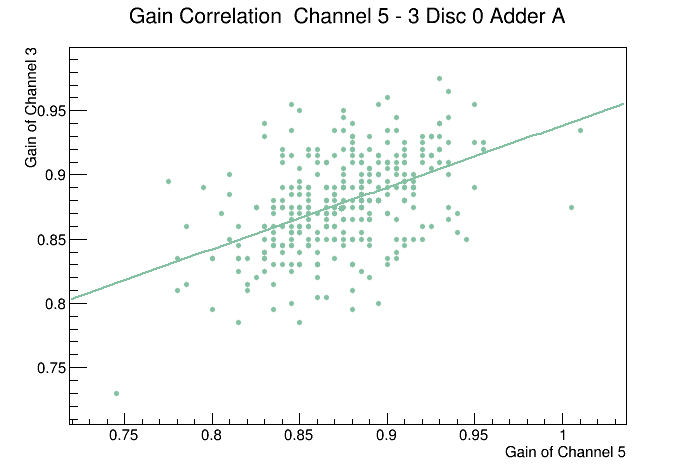 Gain Correlation  Channel 5 - 3 Disc 0 Adder A
Gain of Channel 3
0.95
0.9
0.85
0.8
0.75
0.75 0.8 0.85 0.9 0.95 1
Gain of Channel 5